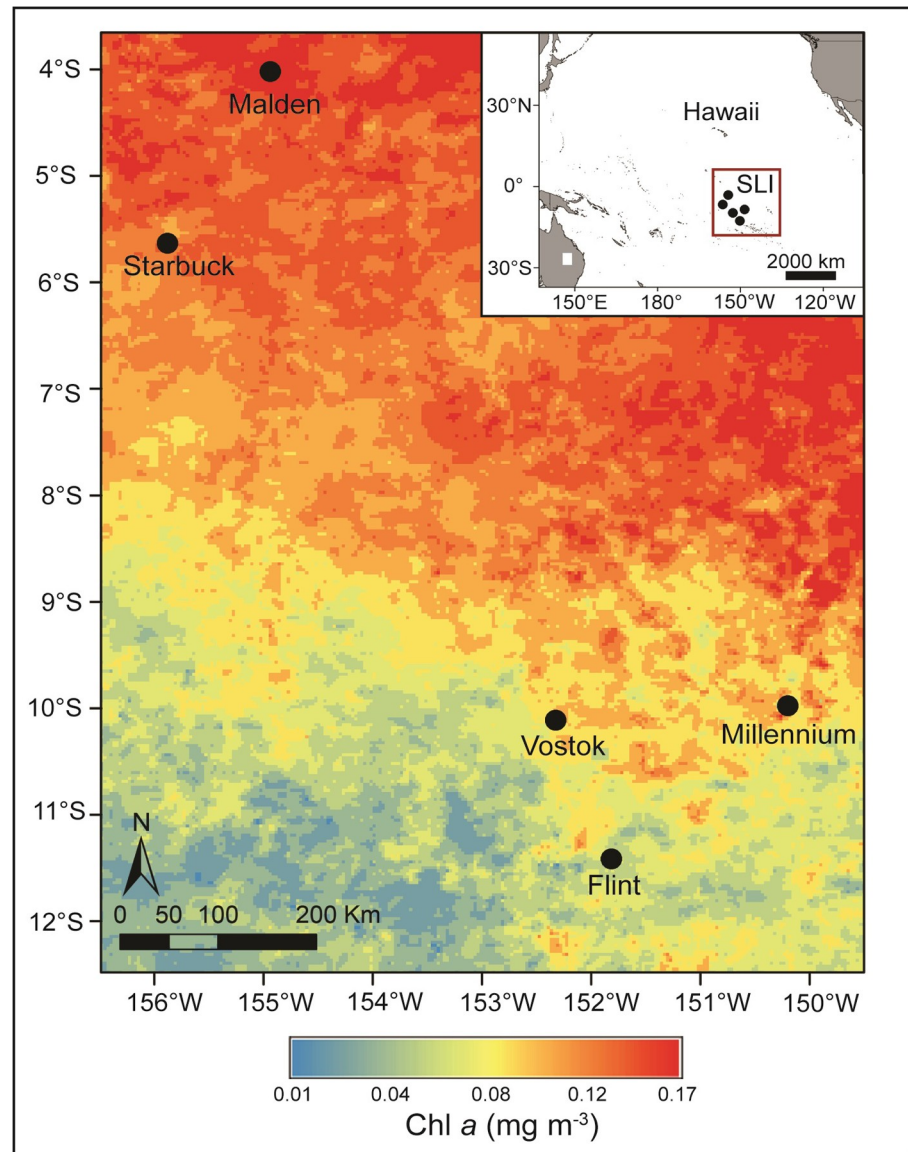 4°S
5°S
6°S
7°S
8°S
9°S
10°S
11°S
12°S
Malden
Starbuck
Vostok
Millennium
Flint
N
0 50 100 200 Km
156°W 155°W 154°W 153°W 152°W 151°W 150°W
30°N
0°
30°S
Hawaii
SLI
2000 km
150°E 180° 150°W 120°W
0.01 0.04 0.08 0.12 0.17
Chl a (mg m-3)